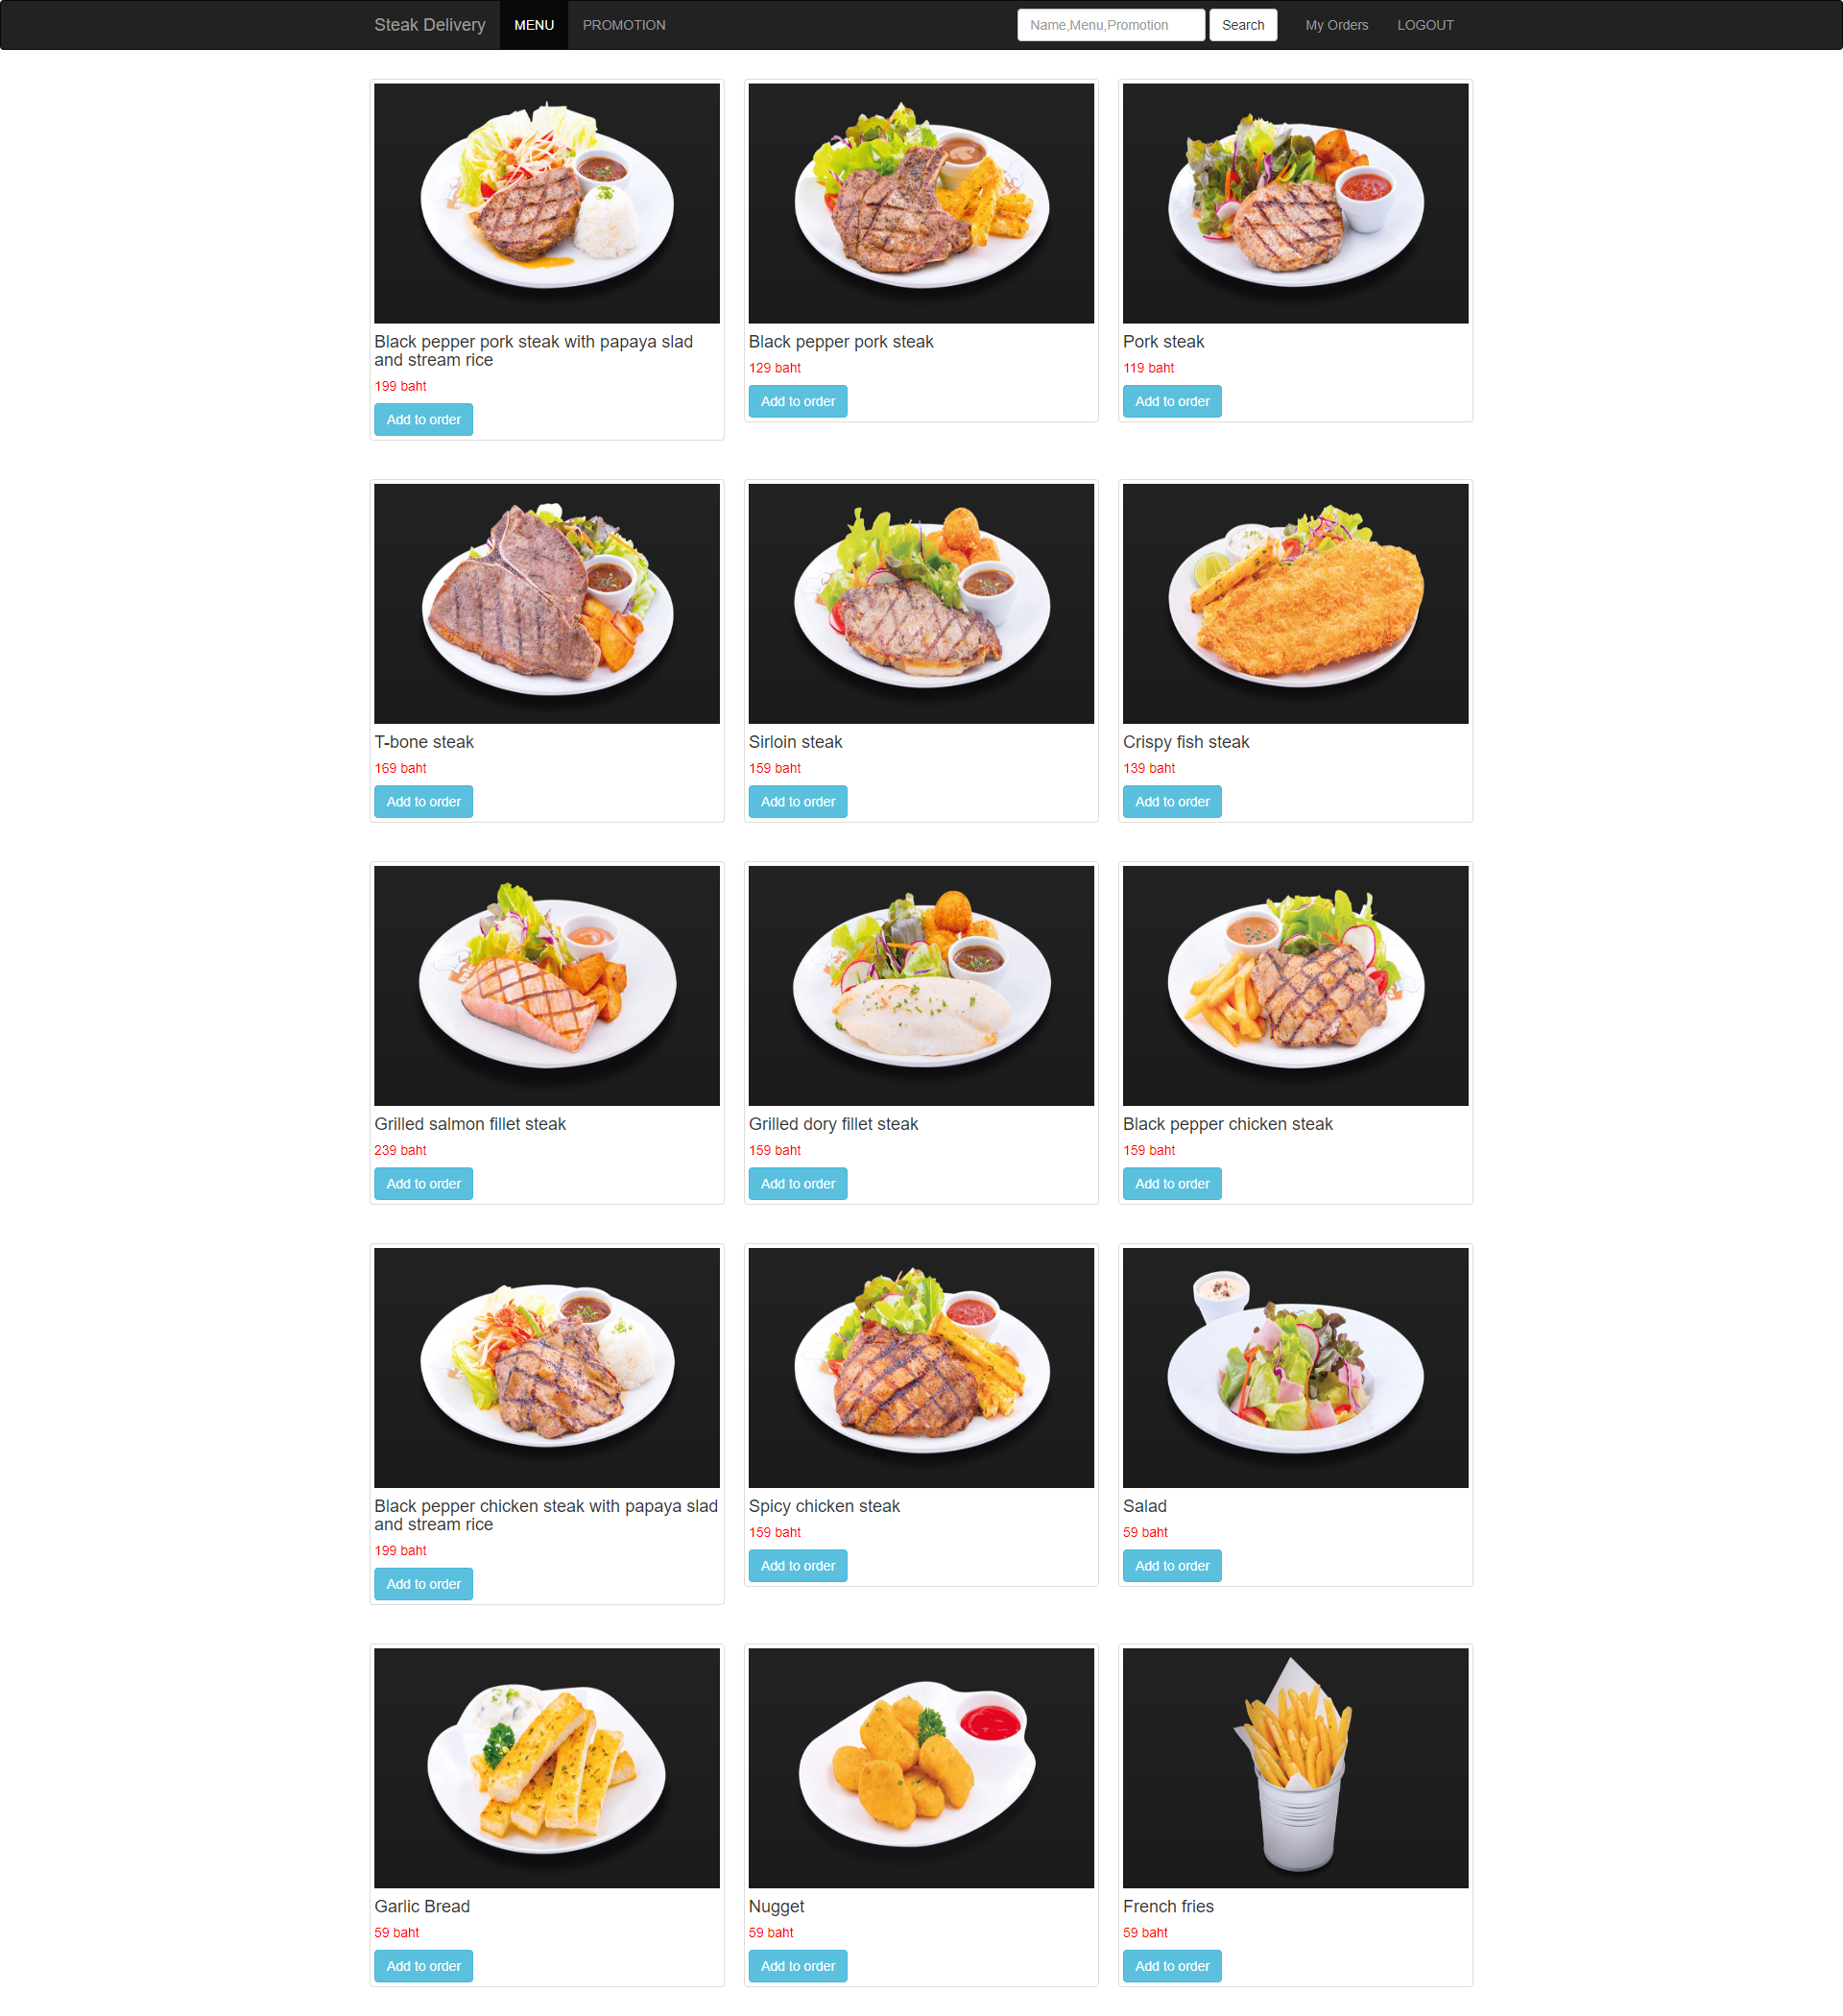 Steak Delivery MENU PROMOTION Name,Menu,Promotion Search My Orders LOGOUT
Black pepper pork steak with papaya slad
and stream rice
199 baht
Add to order
Black pepper pork steak
129 baht
Add to order
Pork steak
119 baht
Add to order
T-bone steak
169 baht
Add to order
Sirloin steak
159 baht
Add to order
Crispy fish steak
139 baht
Add to order
Grilled salmon fillet steak
239 baht
Add to order
Grilled dory fillet steak
159 baht
Add to order
Black pepper chicken steak
159 baht
Add to order
Black pepper chicken steak with papaya slad
and stream rice
199 baht
Add to order
Spicy chicken steak
159 baht
Add to order
Salad
59 baht
Add to order
Garlic Bread
59 baht
Add to order
Nugget
59 baht
Add to order
French fries
59 baht
Add to order